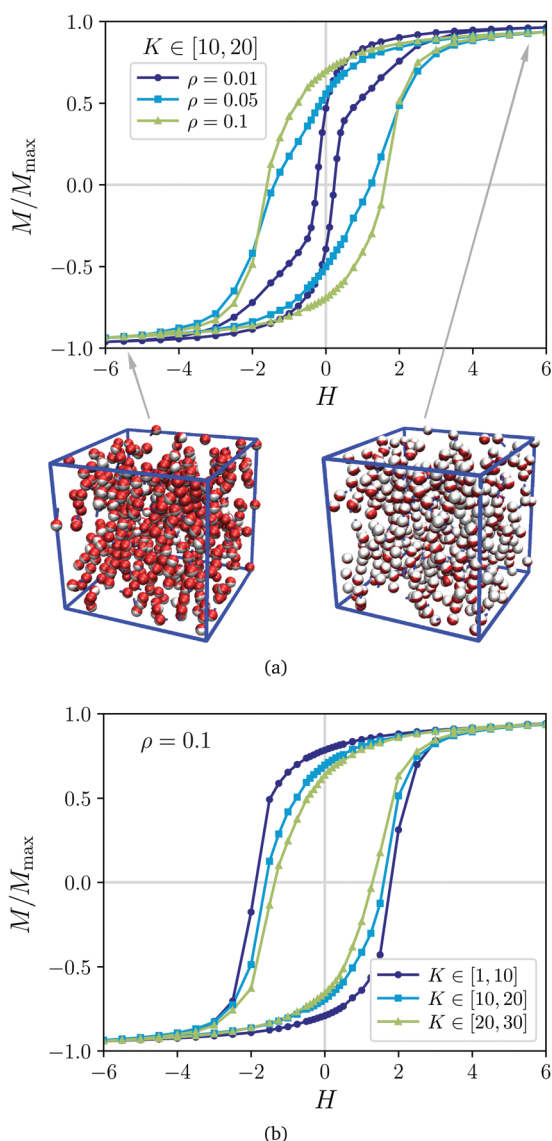 K ∈ [10, 20]
ρ = 0.01
ρ = 0.05
ρ = 0.1
M/Mmax
1.0
0.5
0.0
−0.5
−1.0
−6 −4 −2 0 2 4 6
H
(a)
ρ = 0.1
M/Mmax
1.0
0.5
0.0
−0.5
−1.0
K ∈ [1, 10]
K ∈ [10, 20]
K ∈ [20, 30]
−6 −4 −2 0 2 4 6
H
(b)